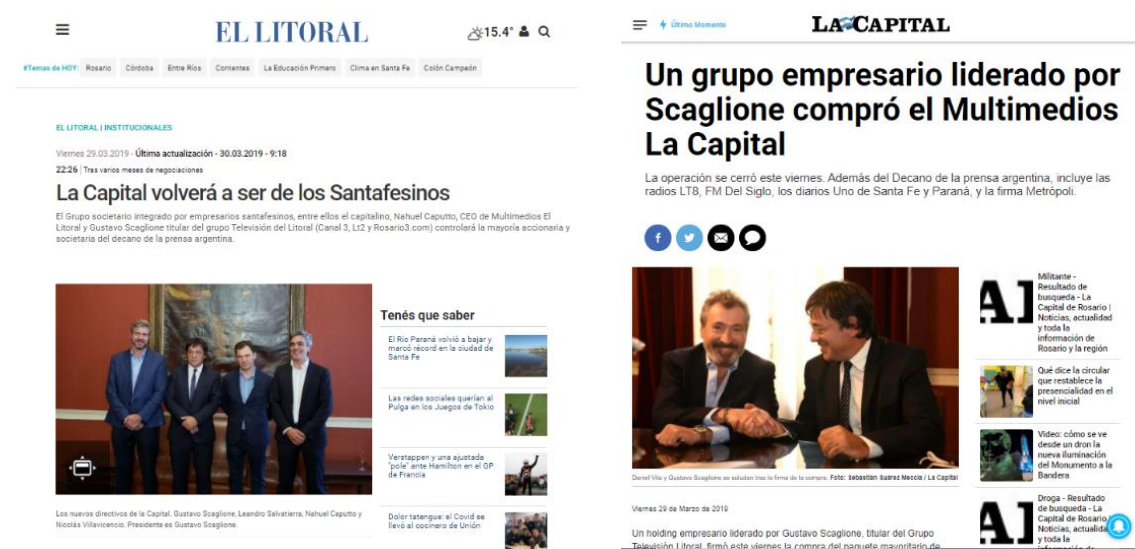 EL LITORAL
15.4°
#Temas de HOY: Rosario Córdoba Entre Ríos Corrientes La Educación Primero Clima en Santa Fe Colón Campeón
EL LITORAL | INSTITUCIONALES
Viernes 29.03.2019 - Última actualización - 30.03.2019 - 9:18
22:26 | Tras varios meses de negociaciones
La Capital volverá a ser de los Santafesinos
El Grupo societario integrado por empresarios santafesinos, entre ellos el capitalino, Nahuel Caputto, CEO de Multimedios El
Litoral y Gustavo Scaglione titular del grupo Televisión del Litoral (Canal 3, Lt2 y Rosario3.com) controlará la mayoría accionaria y
societaria del decano de la prensa argentina.
Los nuevos directivos de la Capital. Gustavo Scaglione, Leandro Salvatierra, Nahuel Caputto y
Nicolás Villavicencio. Presidente es Gustavo Scaglione.
Tenés que saber
El Río Paraná volvió a bajar y
marcó récord en la ciudad de
Santa Fe
Las redes sociales querían al
Pulga en los Juegos de Tokio
Verstappen y una ajustada
"pole" ante Hamilton en el GP
de Francia
Dolor tatengue: el Covid se
llevó al cocinero de Unión
Último Momento
LA CAPITAL
Un grupo empresario liderado por
Scaglione compró el Multimedios
La Capital
La operación se cerró este viernes. Además del Decano de la prensa argentina, incluye las
radios LT8, FM Del Siglo, los diarios Uno de Santa Fe y Paraná, y la firma Metrópoli.
Daniel Vila y Gustavo Scaglione se saludan tras la firma de la compra. Foto: Sebastián Suárez Meccia / La Capital
Viernes 29 de Marzo de 2019
Un holding empresario liderado por Gustavo Scaglione, titular del Grupo
Televisión Litoral, firmó este viernes la compra del paquete mayoritario de
Militante -
Resultado de
busqueda - La
Capital de Rosario |
Noticias, actualidad
y toda la
información de
Rosario y la región
Qué dice la circular
que restablece la
presencialidad en el
nivel inicial
Video: cómo se ve
desde un dron la
nueva iluminación
del Monumento a la
Bandera
Droga - Resultado
de busqueda - La
Capital de Rosario
Noticias, actualidad
y toda la